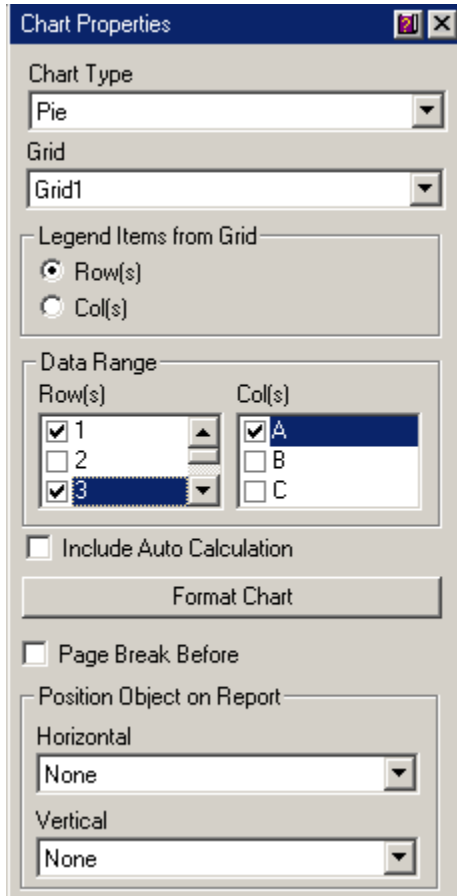 Chart Properties
Chart Type
Pie
Grid
Grid1
Legend Items from Grid
Row(s)
Col(s)
Data Range
Row(s) Col(s)
1 A
2 B
3 C
Include Auto Calculation
Format Chart
Page Break Before
Position Object on Report
Horizontal
None
Vertical
None